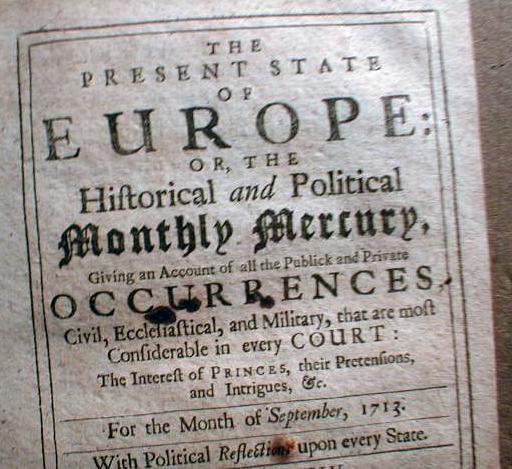 THE
PRESENT STATE
OF
EUROPE:
OR, THE
Hiſtorical and Political
Monthly Mercury,
Giving an Account of all the Publick and Private
OCCURRENCES,
Civil, Eccleſiaſtical, and Military, that are moſt
Conſiderable in every COURT:
The Intereſt of PRINCES, their Pretenſions,
and Intrigues, &c.
For the Month of September, 1713.
With Political Reflections upon every State.